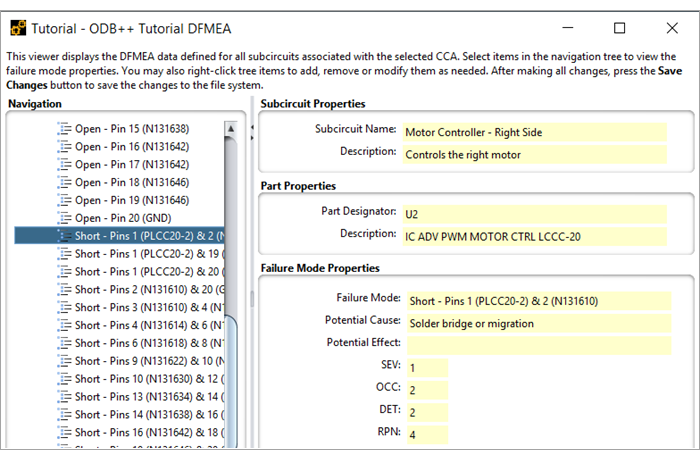 Tutorial - ODB++ Tutorial DFMEA
This viewer displays the DFMEA data defined for all subcircuits associated with the selected CCA. Select items in the navigation tree to view the
failure mode properties. You may also right-click tree items to add, remove or modify them as needed. After making all changes, press the Save
Changes button to save the changes to the file system.
Navigation
Open - Pin 15 (N131638)
Open - Pin 16 (N131642)
Open - Pin 17 (N131642)
Open - Pin 18 (N131646)
Open - Pin 19 (N131646)
Open - Pin 20 (GND)
Short - Pins 1 (PLCC20-2) & 2 (N
Short - Pins 1 (PLCC20-2) & 19 (
Short - Pins 1 (PLCC20-2) & 20 (
Short - Pins 2 (N131610) & 20 (G
Short - Pins 3 (N131610) & 4 (N1
Short - Pins 4 (N131614) & 6 (N1
Short - Pins 6 (N131618) & 8 (N1
Short - Pins 9 (N131622) & 10 (N
Short - Pins 10 (N131630) & 12 (
Short - Pins 13 (N131634) & 14 (
Short - Pins 14 (N131638) & 16 (
Short - Pins 16 (N131642) & 18 (
Subcircuit Properties
Subcircuit Name: Motor Controller - Right Side
Description: Controls the right motor
Part Properties
Part Designator: U2
Description: IC ADV PWM MOTOR CTRL LCCC-20
Failure Mode Properties
Failure Mode: Short - Pins 1 (PLCC20-2) & 2 (N131610)
Potential Cause: Solder bridge or migration
Potential Effect:
SEV: 1
OCC: 2
DET: 2
RPN: 4